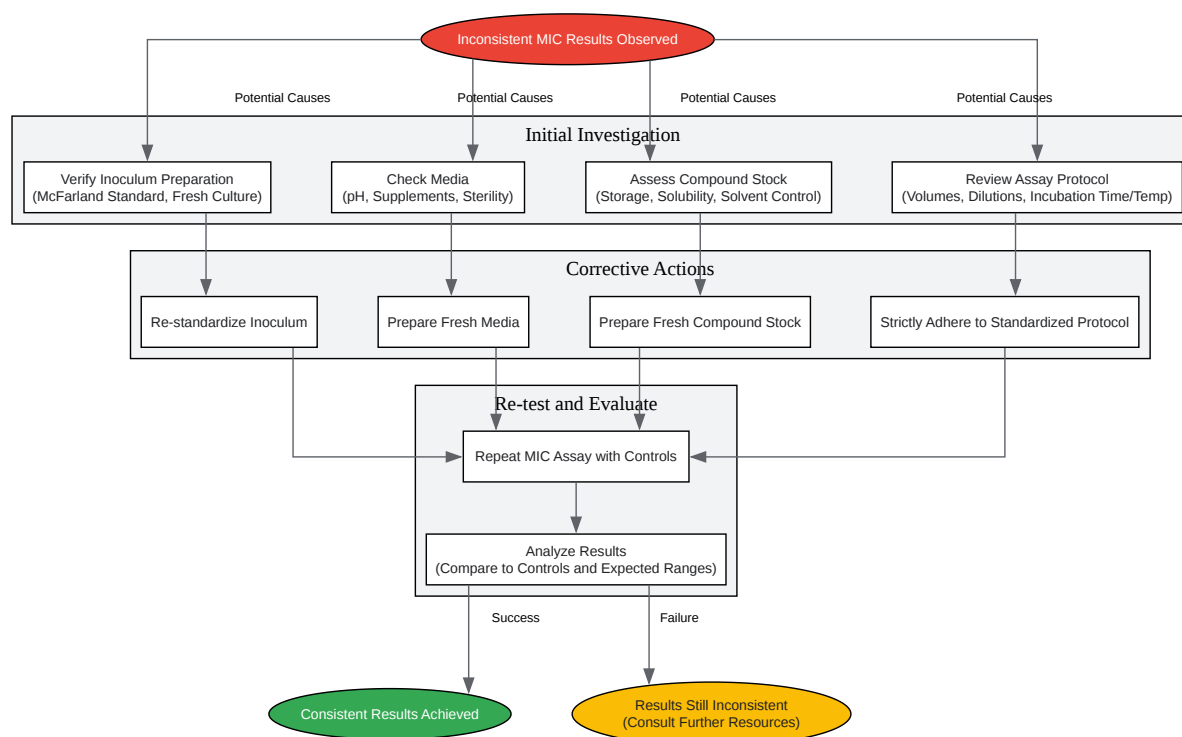 Inconsistent MIC Results Observed
Potential Causes
Potential Causes
Potential Causes
Potential Causes
Initial Investigation
Verify Inoculum Preparation
(McFarland Standard, Fresh Culture)
Check Media
(pH, Supplements, Sterility)
Assess Compound Stock
(Storage, Solubility, Solvent Control)
Review Assay Protocol
(Volumes, Dilutions, Incubation Time/Temp)
Corrective Actions
Re-standardize Inoculum
Prepare Fresh Media
Prepare Fresh Compound Stock
Strictly Adhere to Standardized Protocol
Re-test and Evaluate
Repeat MIC Assay with Controls
Analyze Results
(Compare to Controls and Expected Ranges)
Success
Failure
Consistent Results Achieved
Results Still Inconsistent
(Consult Further Resources)